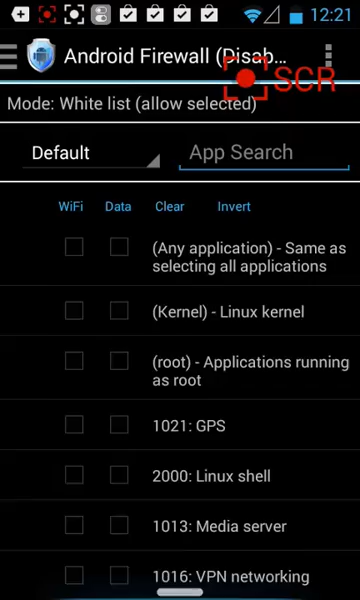 12:21
Android Firewall (Disab...
SCR
Mode: White list (allow selected)
Default
App Search
WiFi Data Clear Invert
(Any application) - Same as
selecting all applications
(Kernel) - Linux kernel
(root) - Applications running
as root
1021: GPS
2000: Linux shell
1013: Media server
1016: VPN networking